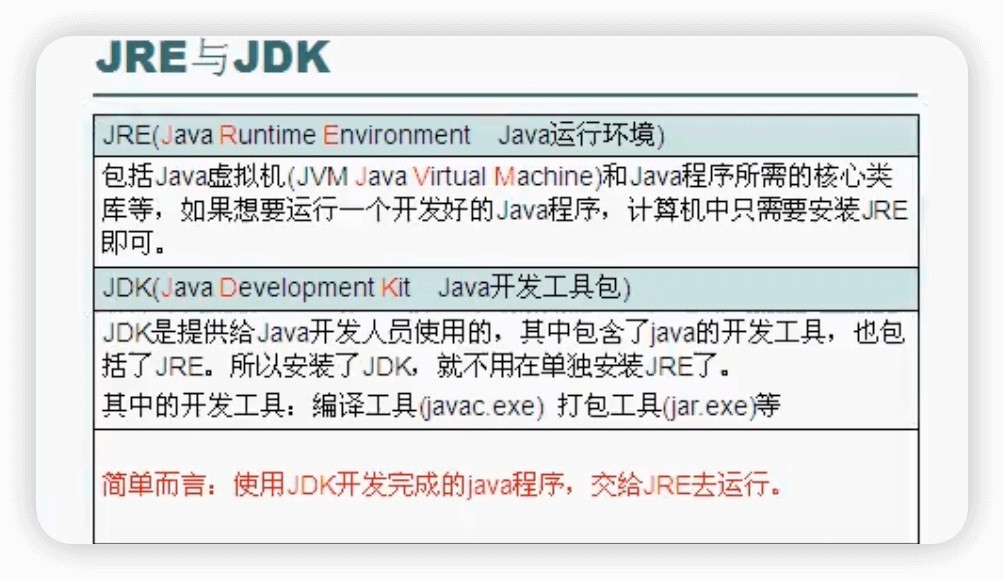 JRE与JDK
JRE(Java Runtime Environment Java运行环境)
包括Java虚拟机(JVM Java Virtual Machine)和Java程序所需的核心类
库等，如果想要运行一个开发好的Java程序，计算机中只需要安装JRE
即可。
JDK(Java Development Kit Java开发工具包)
JDK是提供给Java开发人员使用的，其中包含了java的开发工具，也包
括了JRE。所以安装了JDK，就不用在单独安装JRE了。
其中的开发工具：编译工具(javac.exe) 打包工具(jar.exe)等
简单而言：使用JDK开发完成的java程序，交给JRE去运行。